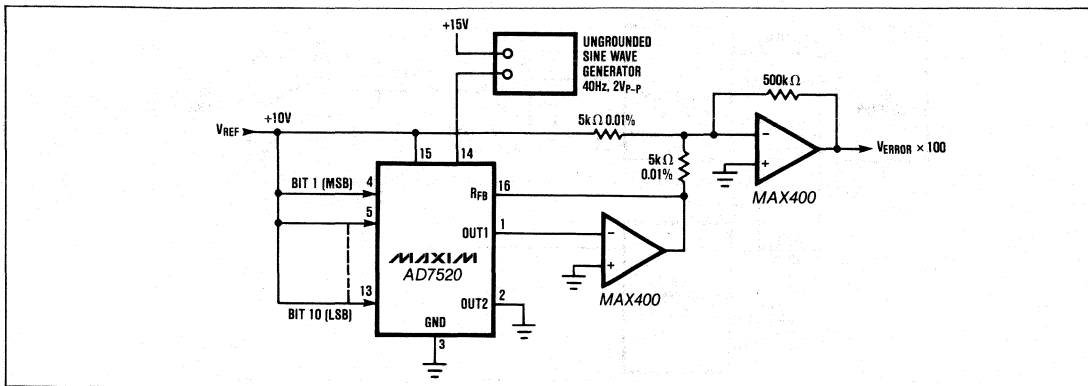 +15V
UNGROUNDED
SINE WAVE
GENERATOR
40Hz, 2VP-P
500kΩ
VREF
+10V
5kΩ 0.01%
15
14
5kΩ
0.01%
-
+
VERROR × 100
MAX400
BIT 1 (MSB)
4
5
RFB
16
OUT1
1
-
+
MAX400
MAXIM
AD7520
13
BIT 10 (LSB)
OUT2
2
GND
3